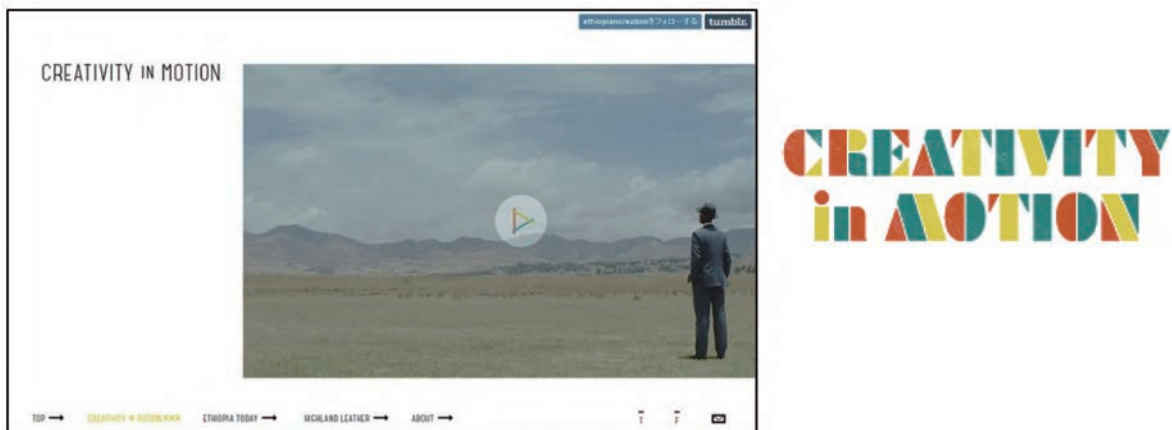 ethiopiancreationをフォローする tumblr.
CREATIVITY IN MOTION
CREATIVITY
in MOTION
TOP → CREATIVITY IN MOTION ETHIOPIA TODAY → HIGHLAND LEATHER → ABOUT → T F